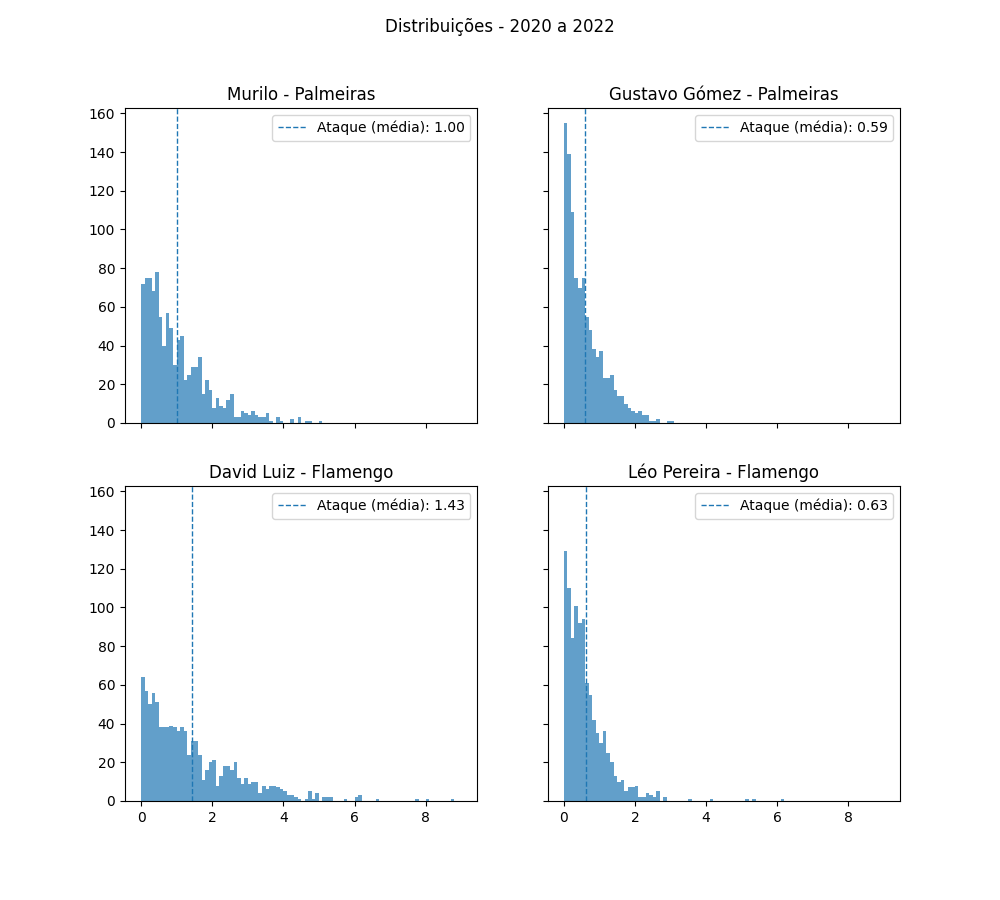 Distribuições - 2020 a 2022
Murilo - Palmeiras
Gustavo Gómez - Palmeiras
160
140
120
100
80
60
40
20
0
Ataque (média): 1.00
Ataque (média): 0.59
David Luiz - Flamengo
Léo Pereira - Flamengo
160
140
120
100
80
60
40
20
0
Ataque (média): 1.43
Ataque (média): 0.63
0 2 4 6 8
0 2 4 6 8